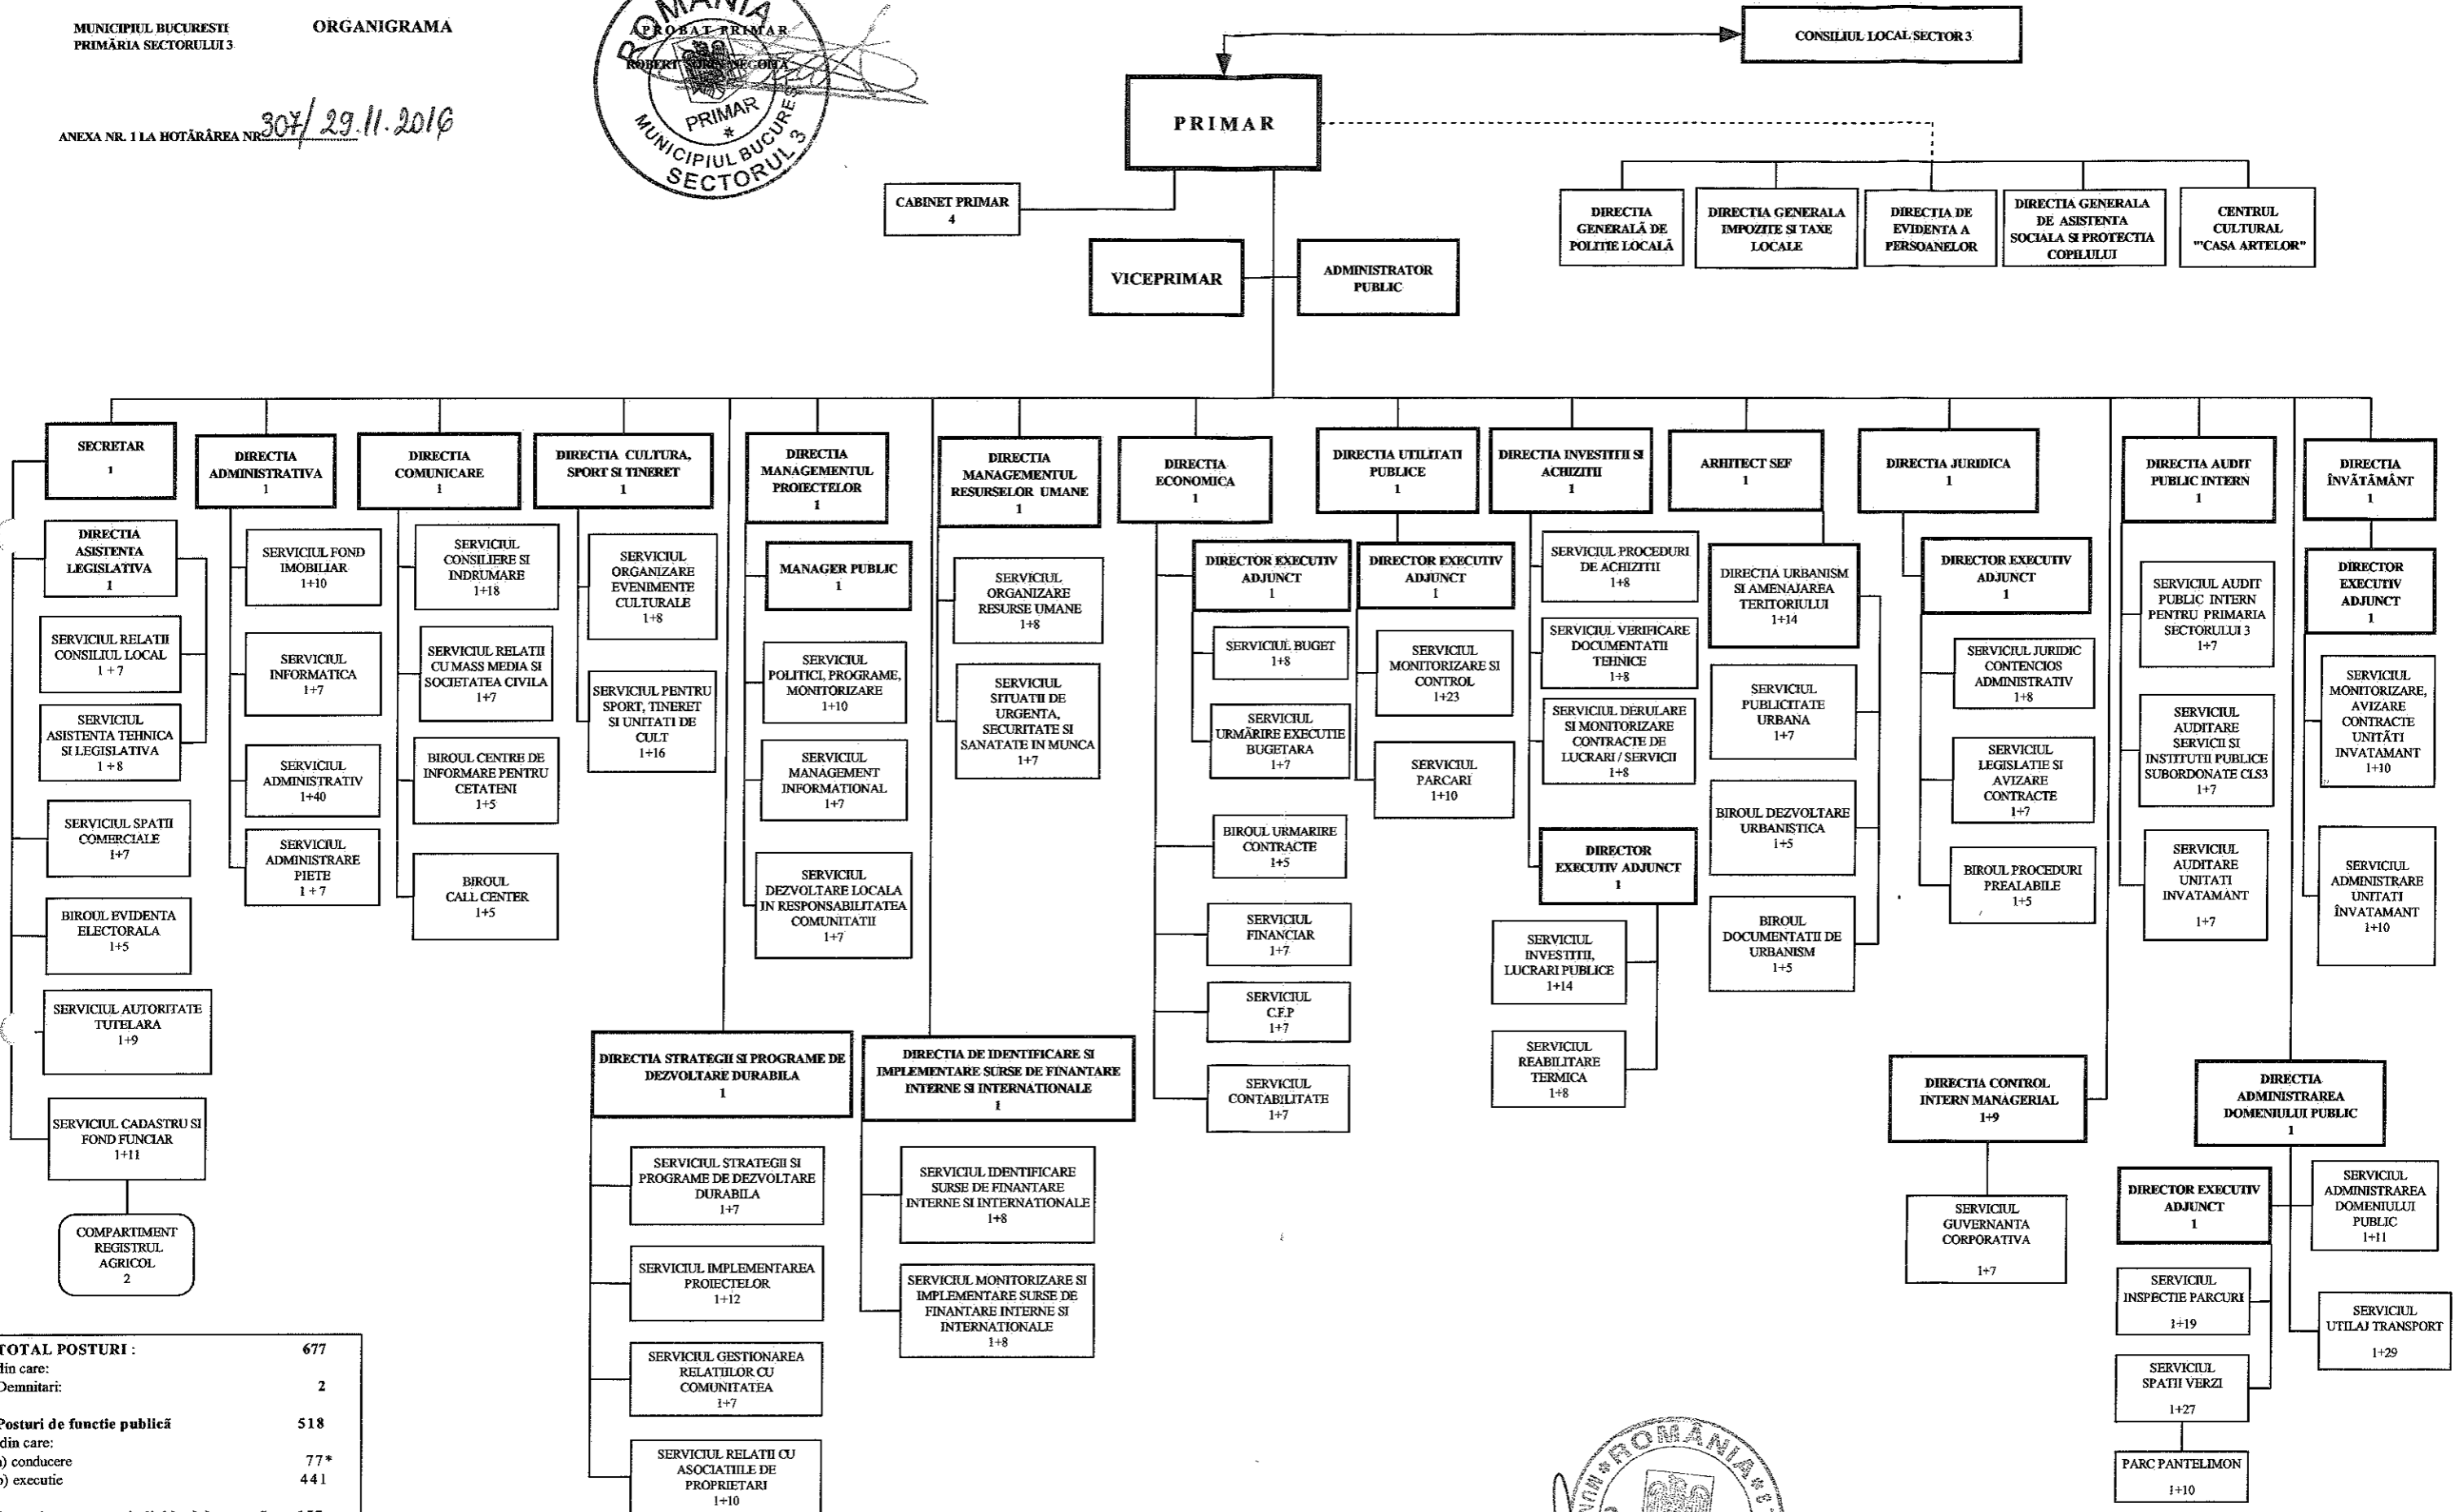 MUNICIPIUL BUCURESTI
PRIMĂRIA SECTORULUI 3
ORGANIGRAMA
ANEXA NR. 1 LA HOTĂRÂREA NR. 307/29.11.2016
ROMANIA
APROBAT PRIMAR
ROBERT SORIN NEGOITA
PRIMAR
*
MUNICIPIUL BUCUREST
SECTORUL 3
CONSILIUL LOCAL SECTOR 3
PRIMAR
CABINET PRIMAR
4
VICEPRIMAR
ADMINISTRATOR
PUBLIC
DIRECTIA
GENERALĂ DE
POLITIE LOCALĂ
DIRECTIA GENERALA
IMPOZITE SI TAXE
LOCALE
DIRECTIA DE
EVIDENTA A
PERSOANELOR
DIRECTIA GENERALA
DE ASISTENTA
SOCIALA SI PROTECTIA
COPILULUI
CENTRUL
CULTURAL
"'CASA ARTELOR"
SECRETAR
1
DIRECTIA
ASISTENTA
LEGISLATIVA
1
SERVICIUL RELATII
CONSILIUL LOCAL
1 + 7
SERVICIUL
ASISTENTA TEHNICA
SI LEGISLATIVA
1 + 8
SERVICIUL SPATII
COMERCIALE
1+7
BIROUL EVIDENTA
ELECTORALA
1+5
SERVICIUL AUTORITATE
TUTELARA
1+9
SERVICIUL CADASTRU SI
FOND FUNCIAR
1+11
COMPARTIMENT
REGISTRUL
AGRICOL
2
DIRECTIA
ADMINISTRATIVA
1
SERVICIUL FOND
IMOBILIAR
1+10
SERVICIUL
INFORMATICA
1+7
SERVICIUL
ADMINISTRATIV
1+40
SERVICIUL
ADMINISTRARE
PIETE
1 + 7
DIRECTIA
COMUNICARE
1
SERVICIUL
CONSILIERE SI
INDRUMARE
1+18
SERVICIUL RELATII
CU MASS MEDIA SI
SOCIETATEA CIVILA
1+7
BIROUL CENTRE DE
INFORMARE PENTRU
CETATENI
1+5
BIROUL
CALL CENTER
1+5
DIRECTIA CULTURA,
SPORT SI TINERET
1
SERVICIUL
ORGANIZARE
EVENIMENTE
CULTURALE
1+8
SERVICIUL PENTRU
SPORT, TINERET
SI UNITATI DE
CULT
1+16
DIRECTIA STRATEGII SI PROGRAME DE
DEZVOLTARE DURABILA
1
SERVICIUL STRATEGII SI
PROGRAME DE DEZVOLTARE
DURABILA
1+7
SERVICIUL IMPLEMENTAREA
PROIECTELOR
1+12
SERVICIUL GESTIONAREA
RELATIILOR CU
COMUNITATEA
1+7
SERVICIUL RELATII CU
ASOCIATIILE DE
PROPRIETARI
1+10
DIRECTIA
MANAGEMENTUL
PROIECTELOR
1
MANAGER PUBLIC
1
SERVICIUL
POLITICI, PROGRAME,
MONITORIZARE
1+10
SERVICIUL
MANAGEMENT
INFORMATIONAL
1+7
SERVICIUL
DEZVOLTARE LOCALA
IN RESPONSABILITATEA
COMUNITATII
1+7
DIRECTIA DE IDENTIFICARE SI
IMPLEMENTARE SURSE DE FINANTARE
INTERNE SI INTERNATIONALE
1
SERVICIUL IDENTIFICARE
SURSE DE FINANTARE
INTERNE SI INTERNATIONALE
1+8
SERVICIUL MONITORIZARE SI
IMPLEMENTARE SURSE DE
FINANTARE INTERNE SI
INTERNATIONALE
1+8
DIRECTIA
MANAGEMENTUL
RESURSELOR UMANE
1
SERVICIUL
ORGANIZARE
RESURSE UMANE
1+8
SERVICIUL
SITUATII DE
URGENTA,
SECURITATE SI
SANATATE IN MUNCA
1+7
DIRECTIA
ECONOMICA
1
DIRECTOR EXECUTIV
ADJUNCT
1
SERVICIUL BUGET
1+8
SERVICIUL
URMĂRIRE EXECUTIE
BUGETARA
1+7
BIROUL URMARIRE
CONTRACTE
1+5
SERVICIUL
FINANCIAR
1+7
SERVICIUL
C.F.P
1+7
SERVICIUL
CONTABILITATE
1+7
DIRECTIA UTILITATI
PUBLICE
1
DIRECTOR EXECUTIV
ADJUNCT
1
SERVICIUL
MONITORIZARE SI
CONTROL
1+23
SERVICIUL
PARCARI
1+10
DIRECTIA INVESTITII SI
ACHIZITII
1
SERVICIUL PROCEDURI
DE ACHIZITII
1+8
SERVICIUL VERIFICARE
DOCUMENTATII
TEHNICE
1+8
SERVICIUL DERULARE
SI MONITORIZARE
CONTRACTE DE
LUCRARI / SERVICII
1+8
DIRECTOR
EXECUTIV ADJUNCT
1
SERVICIUL
INVESTITII,
LUCRARI PUBLICE
1+14
SERVICIUL
REABILITARE
TERMICA
1+8
ARHITECT SEF
1
DIRECTIA URBANISM
SI AMENAJAREA
TERITORIULUI
1+14
SERVICIUL
PUBLICITATE
URBANA
1+7
BIROUL DEZVOLTARE
URBANISTICA
1+5
BIROUL
DOCUMENTATII DE
URBANISM
1+5
DIRECTIA JURIDICA
1
DIRECTOR EXECUTIV
ADJUNCT
1
SERVICIUL JURIDIC
CONTENCIOS
ADMINISTRATIV
1+8
SERVICIUL
LEGISLATIE SI
AVIZARE
CONTRACTE
1+7
BIROUL PROCEDURI
PREALABILE
1+5
DIRECTIA CONTROL
INTERN MANAGERIAL
1+9
SERVICIUL
GUVERNANTA
CORPORATIVA
1+7
DIRECTIA AUDIT
PUBLIC INTERN
1
SERVICIUL AUDIT
PUBLIC INTERN
PENTRU PRIMARIA
SECTORULUI 3
1+7
SERVICIUL
AUDITARE
SERVICII SI
INSTITUTII PUBLICE
SUBORDONATE CLS3
1+7
SERVICIUL
AUDITARE
UNITATI
INVATAMANT
1+7
DIRECTIA
ADMINISTRAREA
DOMENIULUI PUBLIC
1
DIRECTOR EXECUTIV
ADJUNCT
1
SERVICIUL
ADMINISTRAREA
DOMENIULUI
PUBLIC
1+11
SERVICIUL
INSPECTIE PARCURI
1+19
SERVICIUL
UTILAJ TRANSPORT
1+29
SERVICIUL
SPATII VERZI
1+27
PARC PANTELIMON
1+10
DIRECTIA
ÎNVĂTĂMÂNT
1
DIRECTOR
EXECUTIV
ADJUNCT
1
SERVICIUL
MONITORIZARE,
AVIZARE
CONTRACTE
UNITĂTI
INVATAMANT
1+10
SERVICIUL
ADMINISTRARE
UNITATI
ÎNVATAMANT
1+10
TOTAL POSTURI : 677
din care:
Demnitari: 2
Posturi de functie publică 518
din care:
a) conducere 77*
b) executie 441
*ROMÂNIA*